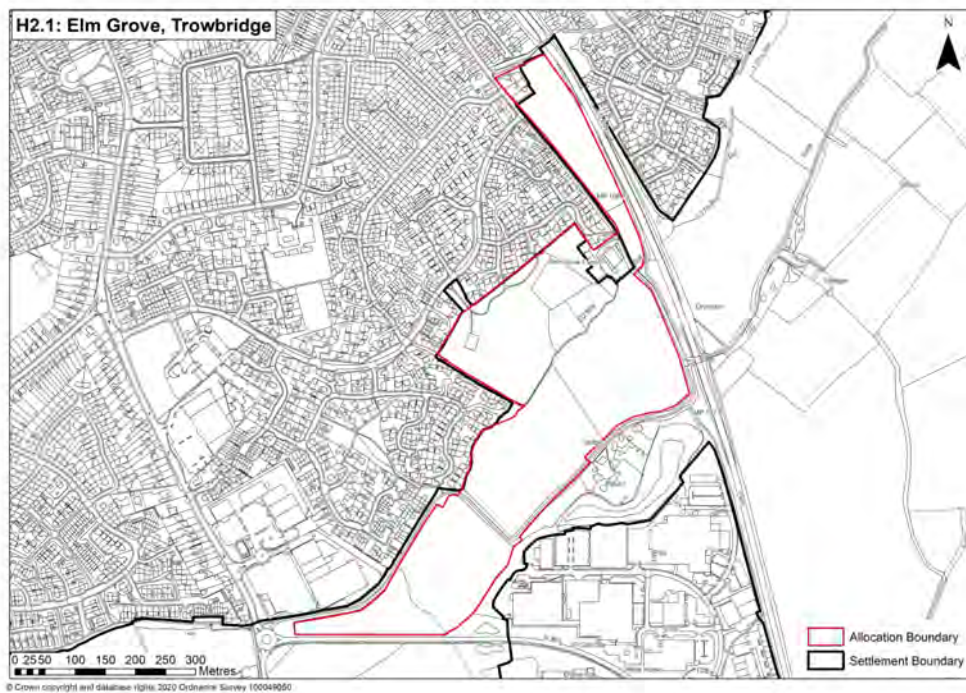 H2.1: Elm Grove, Trowbridge
N
Allocation Boundary
Settlement Boundary
0 25 50 100 150 200 250 300
Metres
© Crown copyright and database rights 2020 Ordnance Survey 100049050